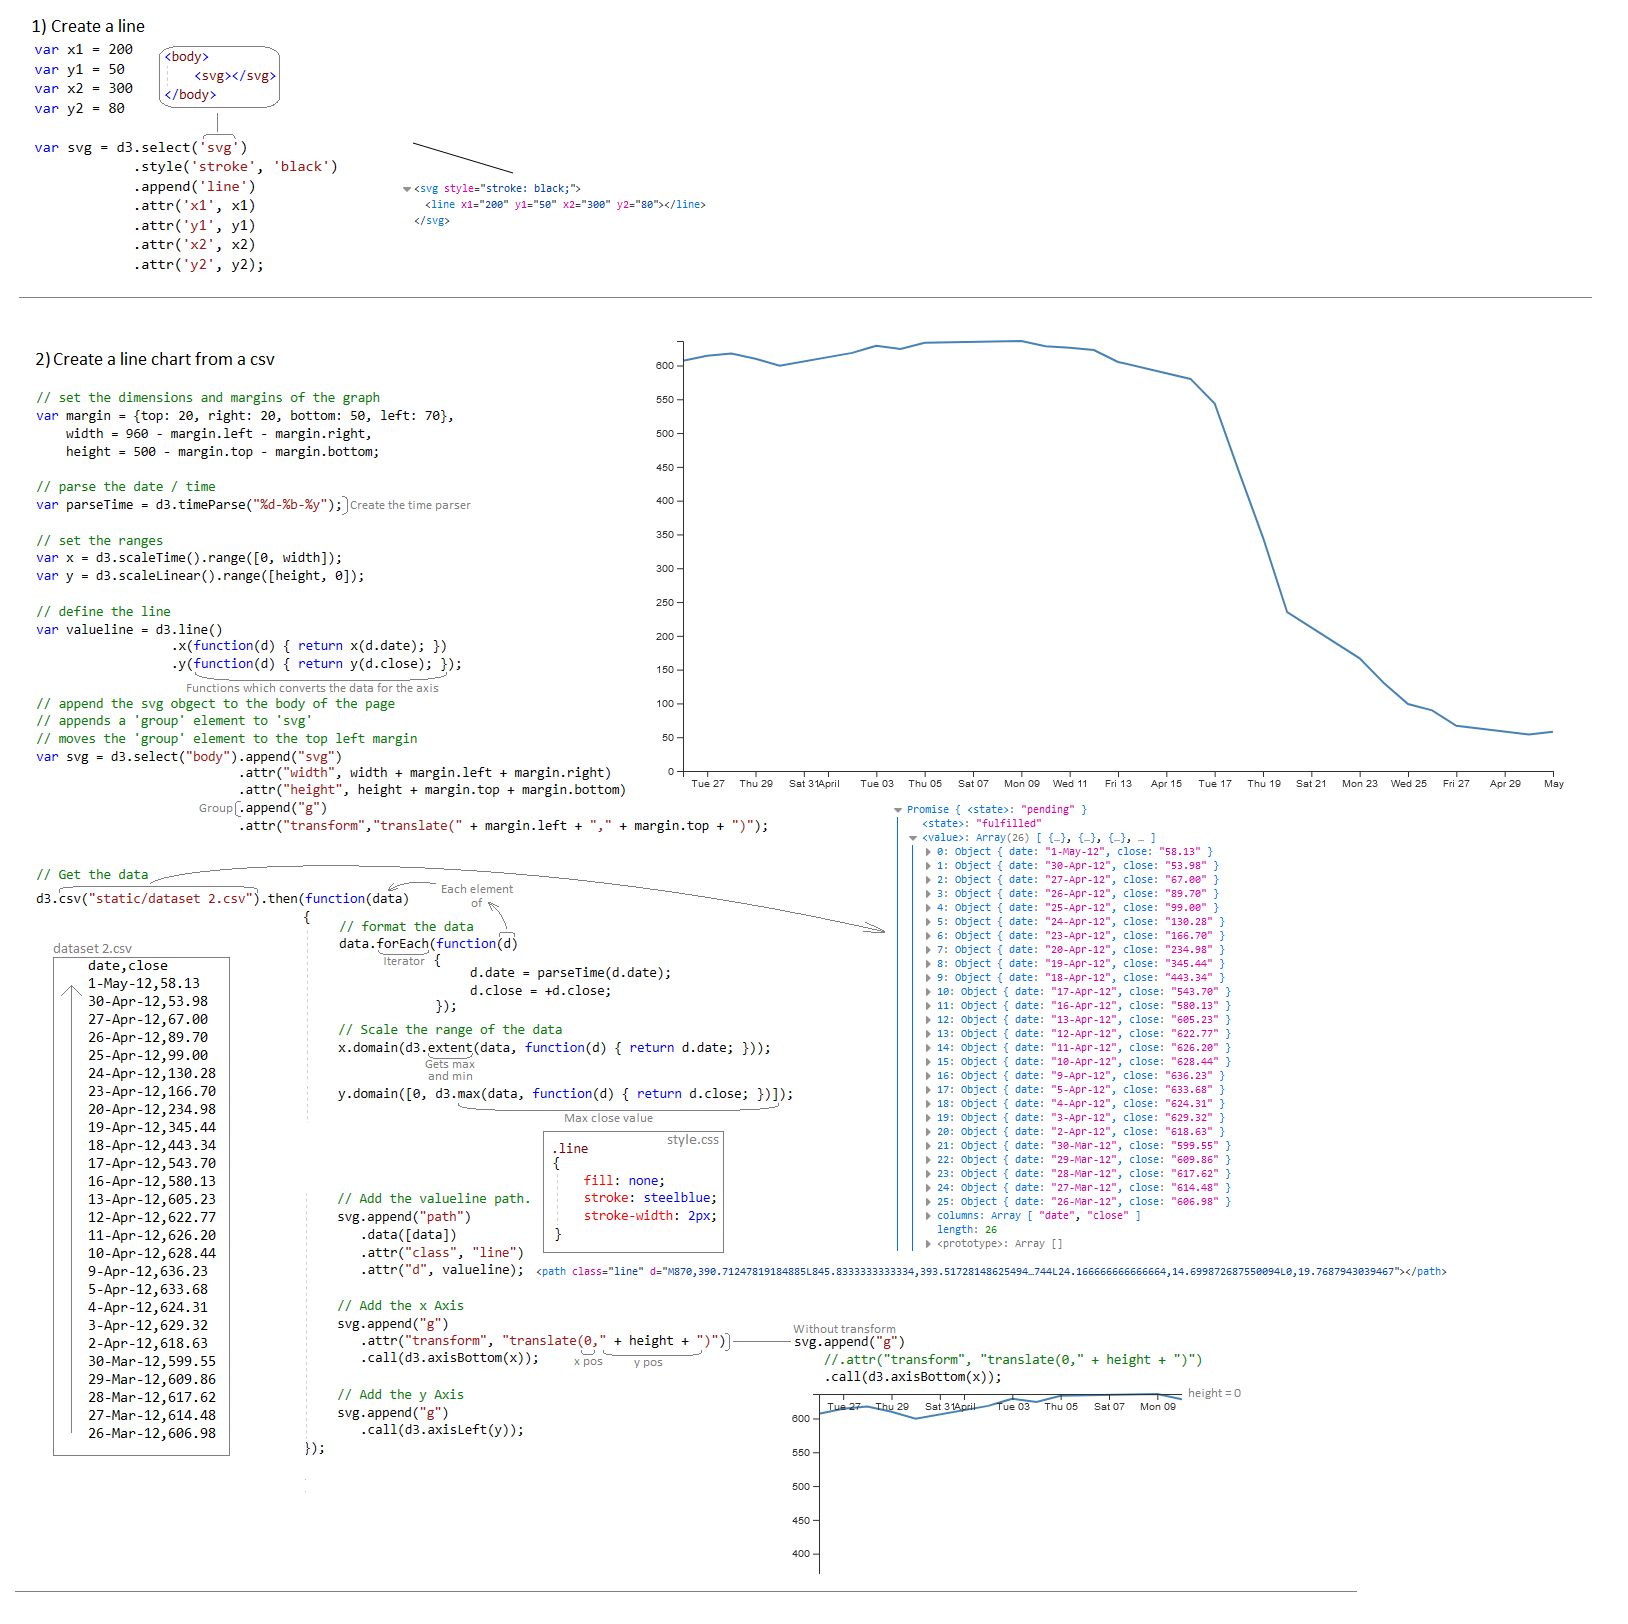 1) Create a line
var x1 = 200
var y1 = 50
var x2 = 300
var y2 = 80
<body>
<svg></svg>
</body>
var svg = d3.select('svg')
.style('stroke', 'black')
.append('line')
.attr('x1', x1)
.attr('y1', y1)
.attr('x2', x2)
.attr('y2', y2);
<svg style="stroke: black;">
<line x1="200" y1="50" x2="300" y2="80"></line>
</svg>
2) Create a line chart from a csv
// set the dimensions and margins of the graph
var margin = {top: 20, right: 20, bottom: 50, left: 70},
width = 960 - margin.left - margin.right,
height = 500 - margin.top - margin.bottom;
// parse the date / time
var parseTime = d3.timeParse("%d-%b-%y"); Create the time parser
// set the ranges
var x = d3.scaleTime().range([0, width]);
var y = d3.scaleLinear().range([height, 0]);
// define the line
var valueline = d3.line()
.x(function(d) { return x(d.date); })
.y(function(d) { return y(d.close); });
Functions which converts the data for the axis
// append the svg obgect to the body of the page
// appends a 'group' element to 'svg'
// moves the 'group' element to the top left margin
var svg = d3.select("body").append("svg")
.attr("width", width + margin.left + margin.right)
.attr("height", height + margin.top + margin.bottom)
Group .append("g")
.attr("transform","translate(" + margin.left + "," + margin.top + ")");
600
550
500
450
400
350
300
250
200
150
100
50
0
Tue 27 Thu 29 Sat 31 April Tue 03 Thu 05 Sat 07 Mon 09 Wed 11 Fri 13 Apr 15 Tue 17 Thu 19 Sat 21 Mon 23 Wed 25 Fri 27 Apr 29 May
// Get the data
d3.csv("static/dataset 2.csv").then(function(data)
Each element
of
{
// format the data
data.forEach(function(d)
Iterator {
d.date = parseTime(d.date);
d.close = +d.close;
});
// Scale the range of the data
x.domain(d3.extent(data, function(d) { return d.date; }));
Gets max
and min
y.domain([0, d3.max(data, function(d) { return d.close; })]);
Max close value
style.css
.line
{
fill: none;
stroke: steelblue;
stroke-width: 2px;
}
// Add the valueline path.
svg.append("path")
.data([data])
.attr("class", "line")
.attr("d", valueline);
<path class="line" d="M870,390.71247819184885L845.8333333333334,393.51728148625494…744L24.166666666666664,14.699872687550094L0,19.7687943039467"></path>
// Add the x Axis
svg.append("g")
.attr("transform", "translate(0," + height + ")")
.call(d3.axisBottom(x));
x pos y pos
// Add the y Axis
svg.append("g")
.call(d3.axisLeft(y));
});
dataset 2.csv
date,close
1-May-12,58.13
30-Apr-12,53.98
27-Apr-12,67.00
26-Apr-12,89.70
25-Apr-12,99.00
24-Apr-12,130.28
23-Apr-12,166.70
20-Apr-12,234.98
19-Apr-12,345.44
18-Apr-12,443.34
17-Apr-12,543.70
16-Apr-12,580.13
13-Apr-12,605.23
12-Apr-12,622.77
11-Apr-12,626.20
10-Apr-12,628.44
9-Apr-12,636.23
5-Apr-12,633.68
4-Apr-12,624.31
3-Apr-12,629.32
2-Apr-12,618.63
30-Mar-12,599.55
29-Mar-12,609.86
28-Mar-12,617.62
27-Mar-12,614.48
26-Mar-12,606.98
Promise { <state>: "pending" }
<state>: "fulfilled"
<value>: Array(26) [ {…}, {…}, {…}, … ]
0: Object { date: "1-May-12", close: "58.13" }
1: Object { date: "30-Apr-12", close: "53.98" }
2: Object { date: "27-Apr-12", close: "67.00" }
3: Object { date: "26-Apr-12", close: "89.70" }
4: Object { date: "25-Apr-12", close: "99.00" }
5: Object { date: "24-Apr-12", close: "130.28" }
6: Object { date: "23-Apr-12", close: "166.70" }
7: Object { date: "20-Apr-12", close: "234.98" }
8: Object { date: "19-Apr-12", close: "345.44" }
9: Object { date: "18-Apr-12", close: "443.34" }
10: Object { date: "17-Apr-12", close: "543.70" }
11: Object { date: "16-Apr-12", close: "580.13" }
12: Object { date: "13-Apr-12", close: "605.23" }
13: Object { date: "12-Apr-12", close: "622.77" }
14: Object { date: "11-Apr-12", close: "626.20" }
15: Object { date: "10-Apr-12", close: "628.44" }
16: Object { date: "9-Apr-12", close: "636.23" }
17: Object { date: "5-Apr-12", close: "633.68" }
18: Object { date: "4-Apr-12", close: "624.31" }
19: Object { date: "3-Apr-12", close: "629.32" }
20: Object { date: "2-Apr-12", close: "618.63" }
21: Object { date: "30-Mar-12", close: "599.55" }
22: Object { date: "29-Mar-12", close: "609.86" }
23: Object { date: "28-Mar-12", close: "617.62" }
24: Object { date: "27-Mar-12", close: "614.48" }
25: Object { date: "26-Mar-12", close: "606.98" }
columns: Array [ "date", "close" ]
length: 26
<prototype>: Array []
Without transform
svg.append("g")
//.attr("transform", "translate(0," + height + ")")
.call(d3.axisBottom(x));
height = 0
Tue 27 Thu 29 Sat 31 April Tue 03 Thu 05 Sat 07 Mon 09
600
550
500
450
400